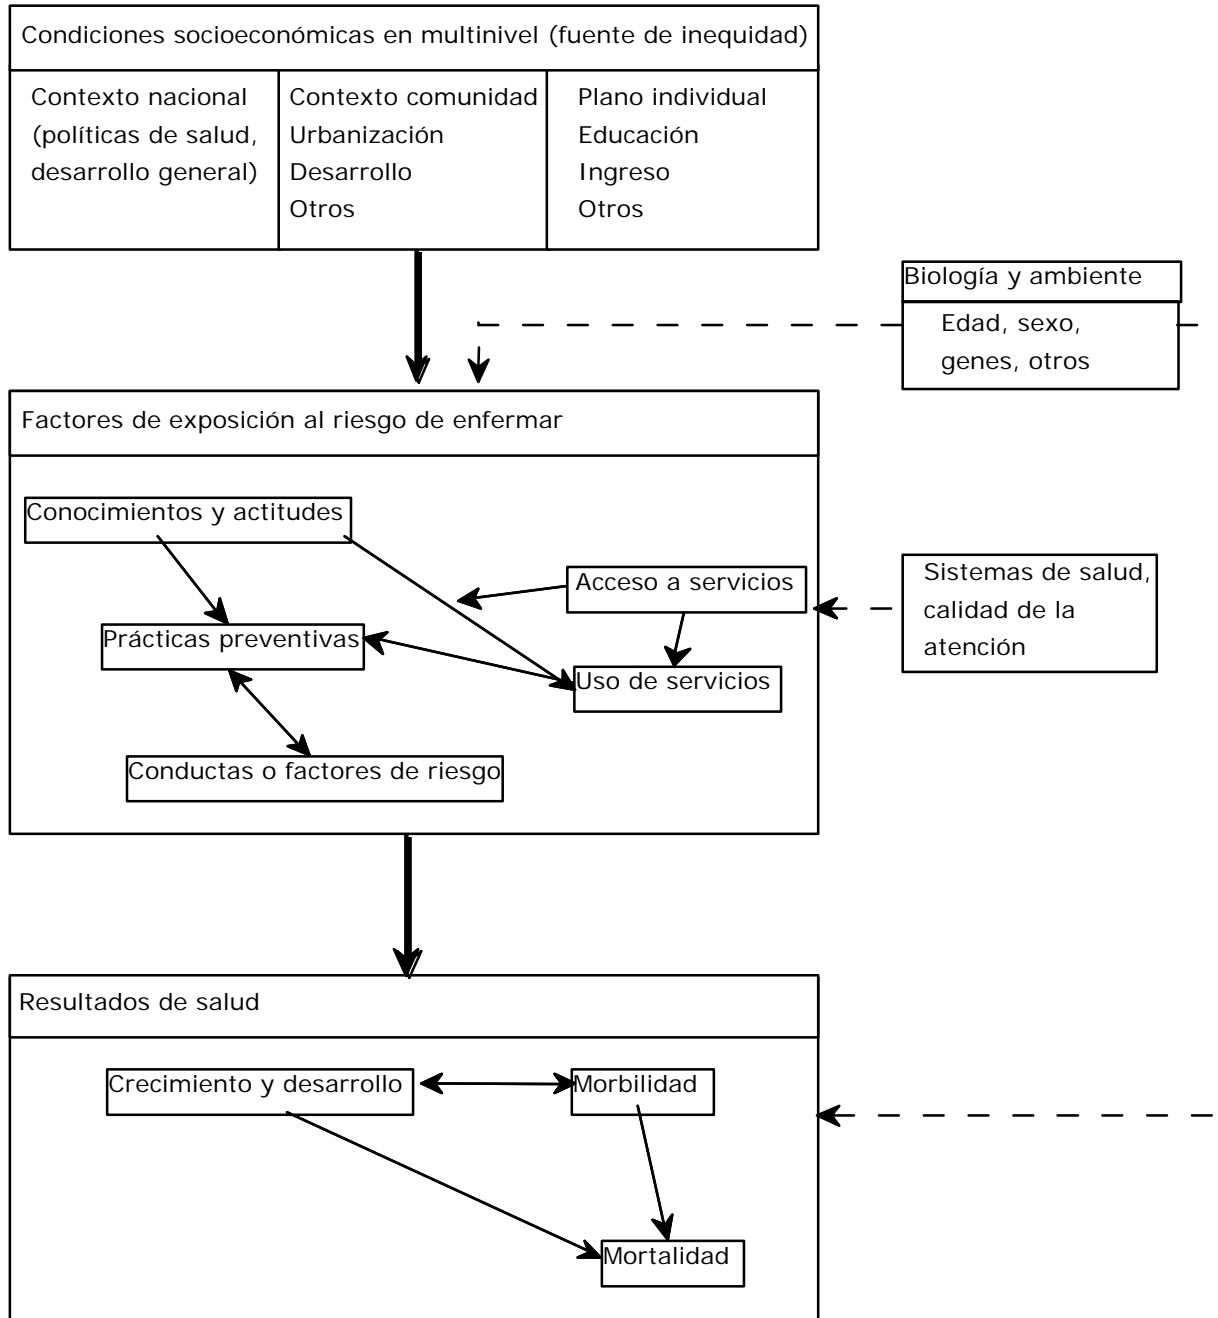 Condiciones socioeconómicas en multinivel (fuente de inequidad)
Contexto nacional
(políticas de salud,
desarrollo general)
Contexto comunidad
Urbanización
Desarrollo
Otros
Plano individual
Educación
Ingreso
Otros
Biología y ambiente
Edad, sexo,
genes, otros
Factores de exposición al riesgo de enfermar
Conocimientos y actitudes
Acceso a servicios
Prácticas preventivas
Uso de servicios
Conductas o factores de riesgo
Sistemas de salud,
calidad de la
atención
Resultados de salud
Crecimiento y desarrollo
Morbilidad
Mortalidad